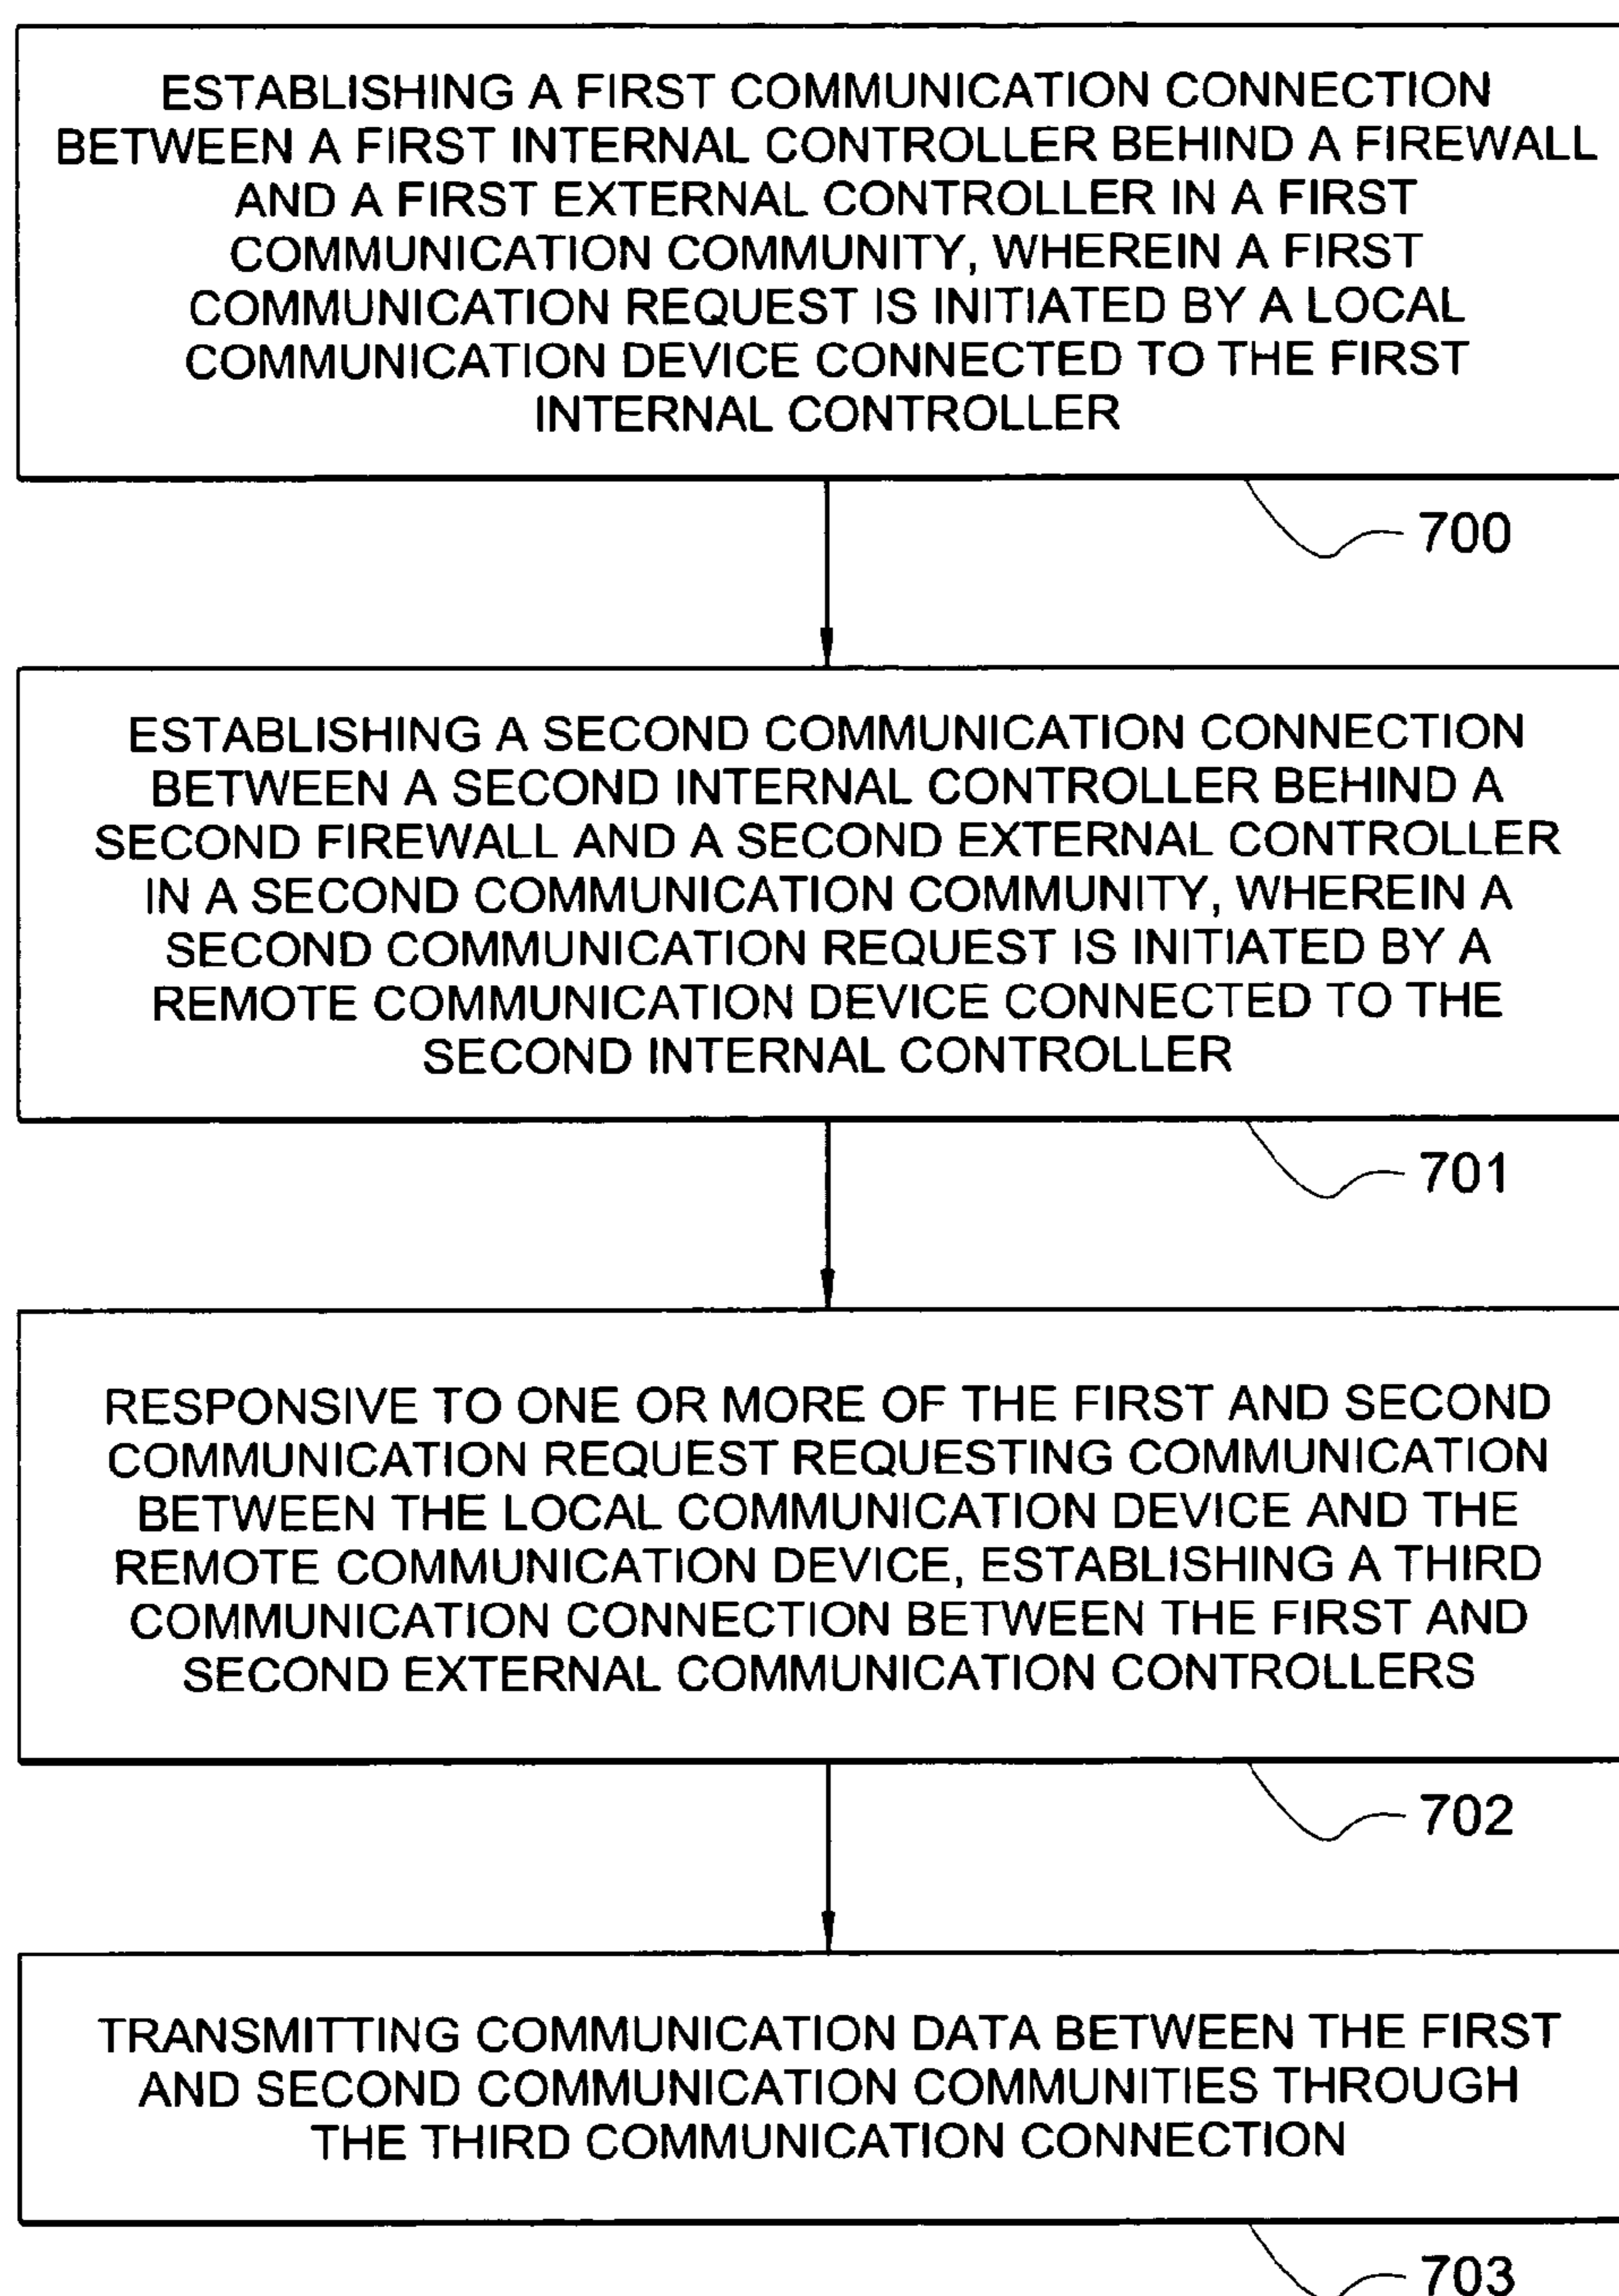 ESTABLISHING A FIRST COMMUNICATION CONNECTION
BETWEEN A FIRST INTERNAL CONTROLLER BEHIND A FIREWALL
AND A FIRST EXTERNAL CONTROLLER IN A FIRST
COMMUNICATION COMMUNITY, WHEREIN A FIRST
COMMUNICATION REQUEST IS INITIATED BY A LOCAL
COMMUNICATION DEVICE CONNECTED TO THE FIRST
INTERNAL CONTROLLER
700
ESTABLISHING A SECOND COMMUNICATION CONNECTION
BETWEEN A SECOND INTERNAL CONTROLLER BEHIND A
SECOND FIREWALL AND A SECOND EXTERNAL CONTROLLER
IN A SECOND COMMUNICATION COMMUNITY, WHEREIN A
SECOND COMMUNICATION REQUEST IS INITIATED BY A
REMOTE COMMUNICATION DEVICE CONNECTED TO THE
SECOND INTERNAL CONTROLLER
701
RESPONSIVE TO ONE OR MORE OF THE FIRST AND SECOND
COMMUNICATION REQUEST REQUESTING COMMUNICATION
BETWEEN THE LOCAL COMMUNICATION DEVICE AND THE
REMOTE COMMUNICATION DEVICE, ESTABLISHING A THIRD
COMMUNICATION CONNECTION BETWEEN THE FIRST AND
SECOND EXTERNAL COMMUNICATION CONTROLLERS
702
TRANSMITTING COMMUNICATION DATA BETWEEN THE FIRST
AND SECOND COMMUNICATION COMMUNITIES THROUGH
THE THIRD COMMUNICATION CONNECTION
703